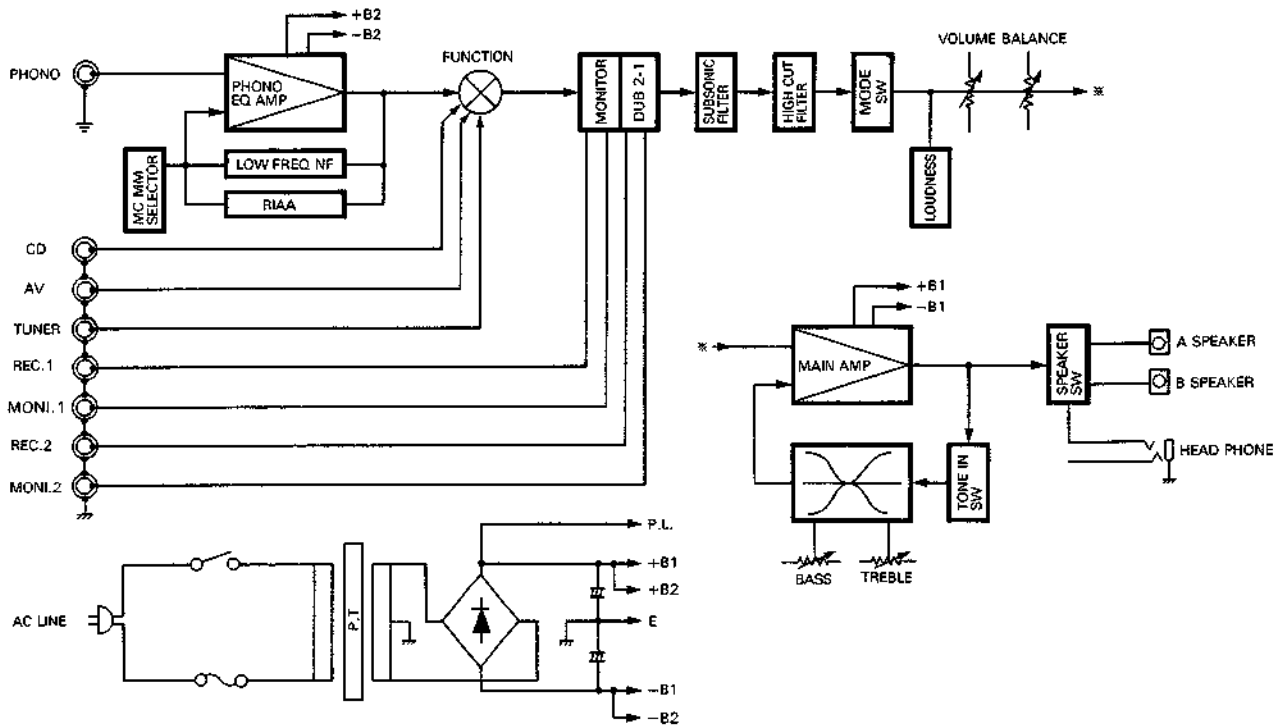 +B2
−B2
PHONO
PHONO
EQ AMP
FUNCTION
MONITOR
DUB 2-1
SUBSONIC
FILTER
HIGH CUT
FILTER
MODE
SW
VOLUME BALANCE
※
LOUDNESS
MC MM
SELECTOR
LOW FREQ NF
RIAA
CD
AV
TUNER
REC.1
MONI.1
REC.2
MONI.2
+B1
−B1
※
MAIN AMP
SPEAKER
SW
A SPEAKER
B SPEAKER
HEAD PHONE
TONE IN
SW
BASS
TREBLE
AC LINE
P.T
P.L.
+B1
+B2
E
−B1
−B2